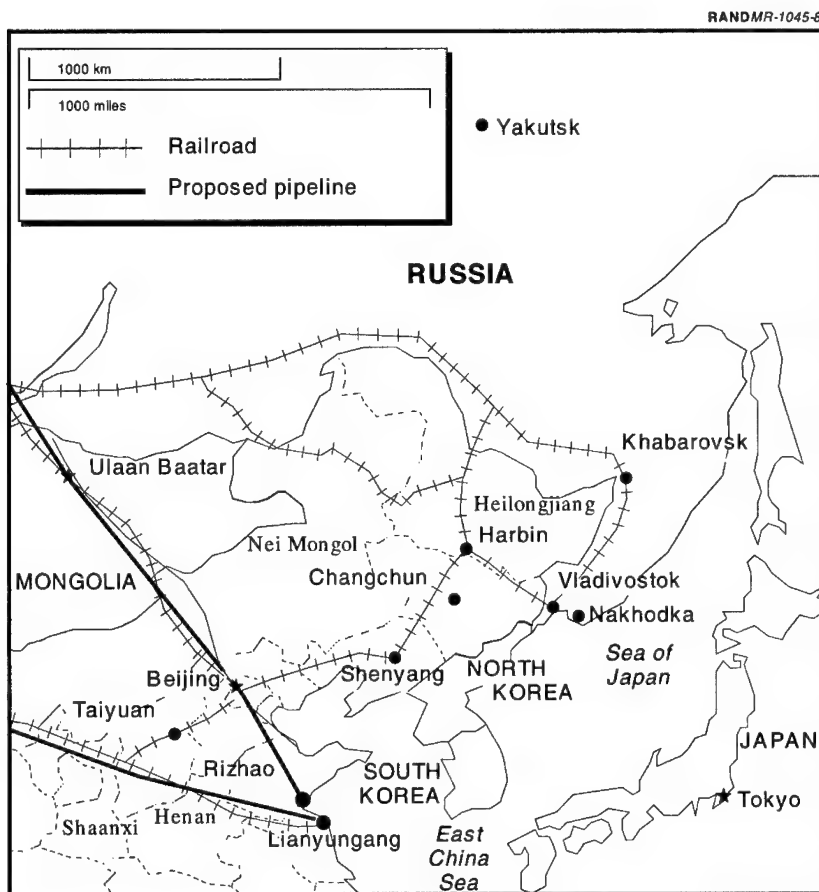 RANDMR-1045-8
1000 km
1000 miles
Railroad
Proposed pipeline
Yakutsk
RUSSIA
Khabarovsk
Ulaan Baatar
Heilongjiang
Harbin
Nei Mongol
Changchun
MONGOLIA
Vladivostok
Nakhodka
Sea of
Japan
Shenyang
NORTH
KOREA
Beijing
Taiyuan
JAPAN
Rizhao
SOUTH
KOREA
Tokyo
Henan
Shaanxi
Lianyungang
East
China
Sea